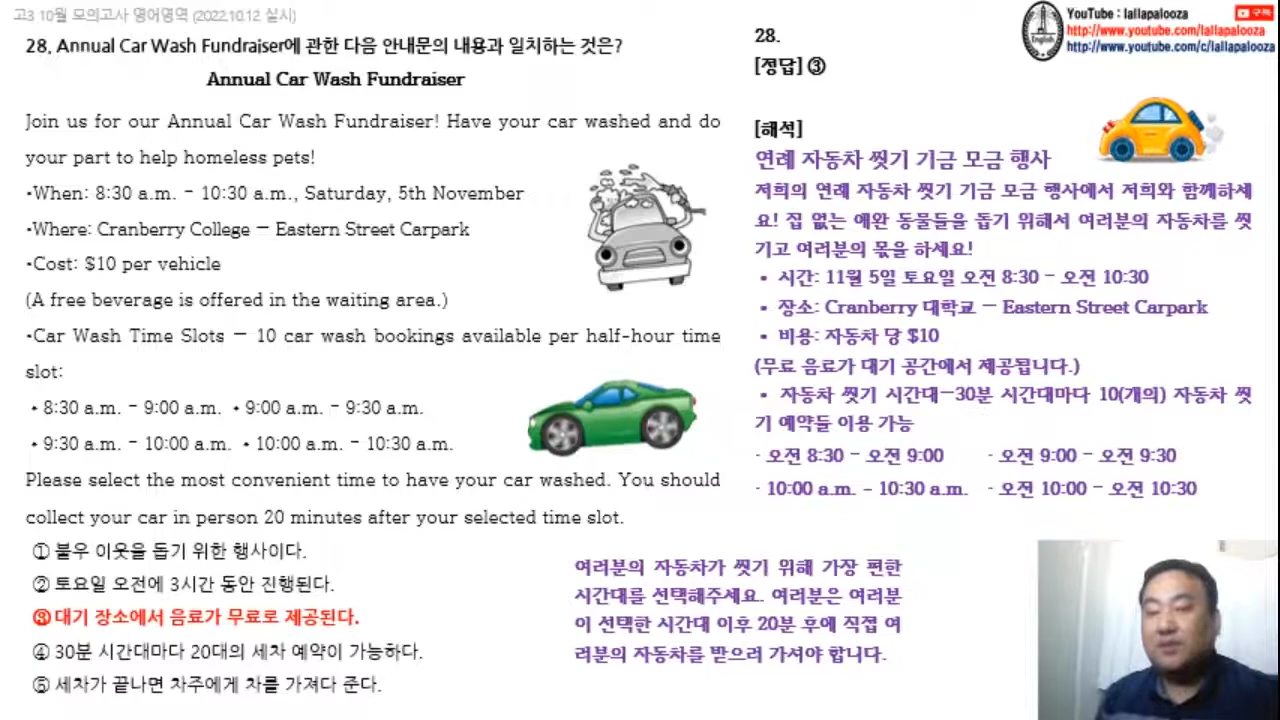 고3 10월 모의고사 영어영역 (2022.10.12 실시)
28, Annual Car Wash Fundraiser에 관한 다음 안내문의 내용과 일치하는 것은?
Annual Car Wash Fundraiser
Join us for our Annual Car Wash Fundraiser! Have your car washed and do
your part to help homeless pets!
•When: 8:30 a.m. - 10:30 a.m., Saturday, 5th November
•Where: Cranberry College — Eastern Street Carpark
•Cost: $10 per vehicle
(A free beverage is offered in the waiting area.)
•Car Wash Time Slots — 10 car wash bookings available per half-hour time
slot:
• 8:30 a.m. - 9:00 a.m. • 9:00 a.m. - 9:30 a.m.
• 9:30 a.m. - 10:00 a.m. • 10:00 a.m. - 10:30 a.m.
Please select the most convenient time to have your car washed. You should
collect your car in person 20 minutes after your selected time slot.
① 불우 이웃을 돕기 위한 행사이다.
② 토요일 오전에 3시간 동안 진행된다.
③ 대기 장소에서 음료가 무료로 제공된다.
④ 30분 시간대마다 20대의 세차 예약이 가능하다.
⑤ 세차가 끝나면 차주에게 차를 가져다 준다.
28.
[정답] ③
[해석]
연례 자동차 씻기 기금 모금 행사
저희의 연례 자동차 씻기 기금 모금 행사에서 저희와 함께하세
요! 집 없는 애완 동물들을 돕기 위해서 여러분의 자동차를 씻
기고 여러분의 몫을 하세요!
• 시간: 11월 5일 토요일 오전 8:30 - 오전 10:30
• 장소: Cranberry 대학교 — Eastern Street Carpark
• 비용: 자동차 당 $10
(무료 음료가 대기 공간에서 제공됩니다.)
• 자동차 씻기 시간대—30분 시간대마다 10(개의) 자동차 씻
기 예약들 이용 가능
· 오전 8:30 - 오전 9:00 · 오전 9:00 - 오전 9:30
· 10:00 a.m. - 10:30 a.m. · 오전 10:00 - 오전 10:30
여러분의 자동차가 씻기 위해 가장 편한
시간대를 선택해주세요. 여러분은 여러분
이 선택한 시간대 이후 20분 후에 직접 여
러분의 자동차를 받으러 가셔야 합니다.
YouTube : lallapalooza
구독
http://www.youtube.com/lallapalooza
http://www.youtube.com/c/lallapalooza
English